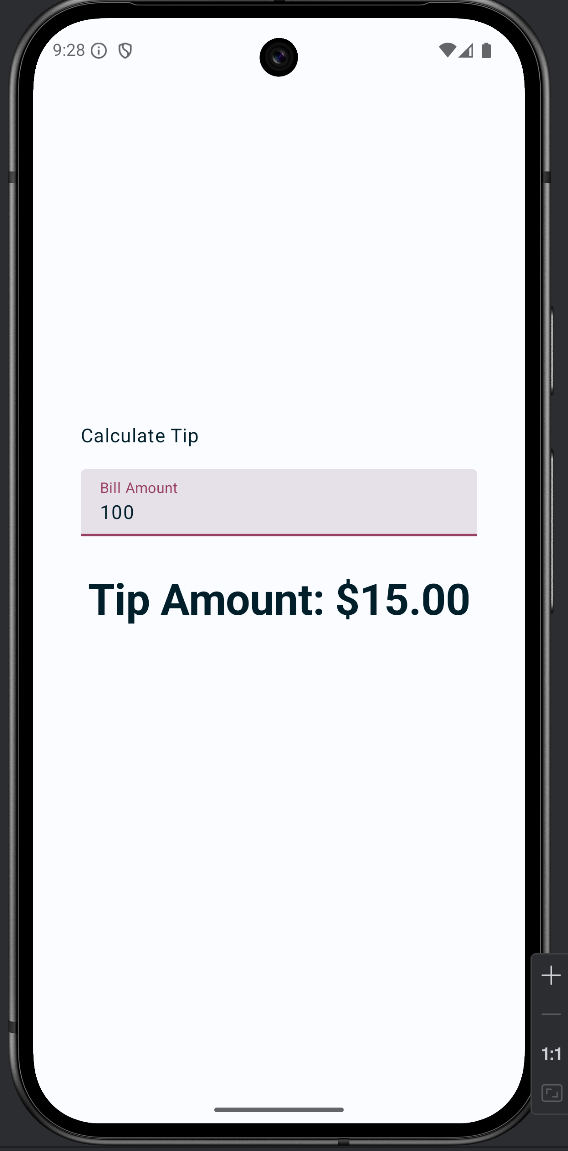 9:28
Calculate Tip
Bill Amount
100
Tip Amount: $15.00
1:1